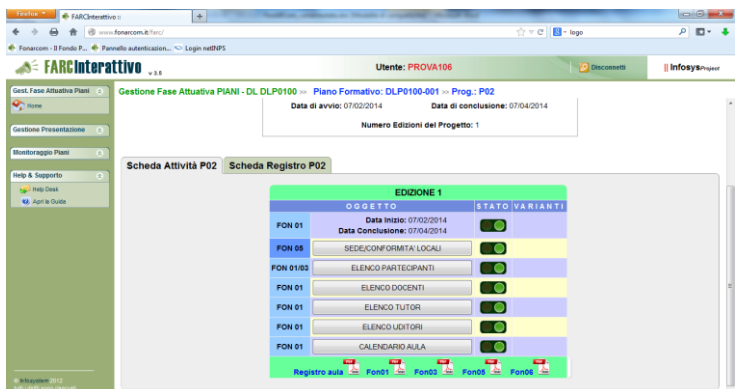 Firefox
FARCInterattivo ::
www.fonarcom.it/farc/
logo
Fonarcom - Il Fondo P...
Pannello autenticazion...
Login netINPS
FARCInterattivo v 3.5
Utente: PROVA106
Disconnetti
Infosys Project
Gest. Fase Attuativa Piani
Home
Gestione Presentazione
Monitoraggio Piani
Help & Supporto
Help Desk
Apri le Guide
Gestione Fase Attuativa PIANI - DL DLP0100 >> Piano Formativo: DLP0100-001 >> Prog.: P02
Data di avvio: 07/02/2014 Data di conclusione: 07/04/2014
Numero Edizioni del Progetto: 1
Scheda Attività P02 Scheda Registro P02
EDIZIONE 1
OGGETTO STATO VARIANTI
FON 01 Data Inizio: 07/02/2014
Data Conclusione: 07/04/2014
FON 05 SEDE/CONFORMITA' LOCALI
FON 01/03 ELENCO PARTECIPANTI
FON 01 ELENCO DOCENTI
FON 01 ELENCO TUTOR
FON 01 ELENCO UDITORI
FON 01 CALENDARIO AULA
Registro aula Fon01 Fon03 Fon05 Fon06
© Infosystem 2012